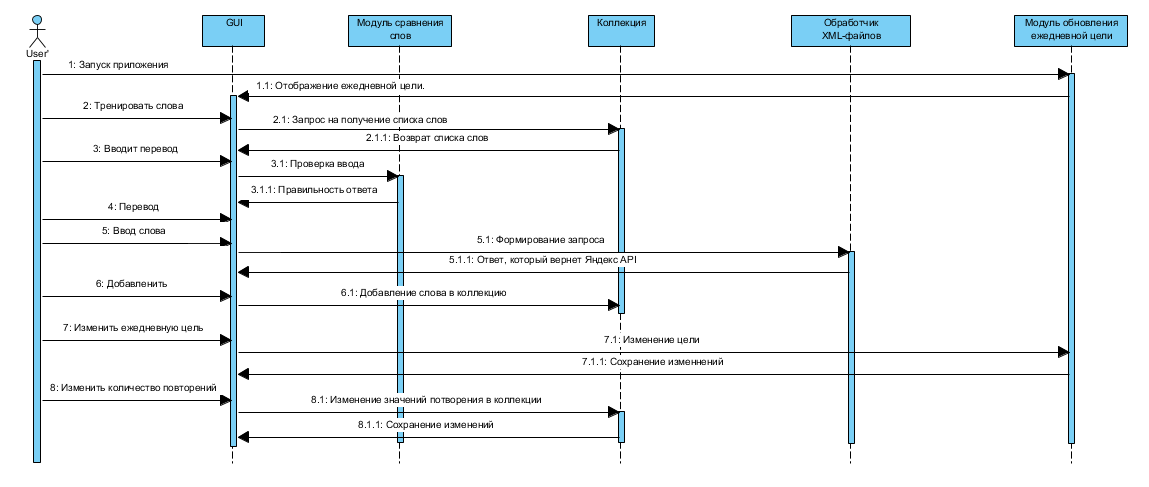 GUI
Модуль сравнения
слов
Коллекция
Обработчик
XML-файлов
Модуль обновления
ежедневной цели
User'
1: Запуск приложения
1.1: Отображение ежедневной цели.
2: Тренировать слова
2.1: Запрос на получение списка слов
2.1.1: Возврат списка слов
3: Вводит перевод
3.1: Проверка ввода
3.1.1: Правильность ответа
4: Перевод
5: Ввод слова
5.1: Формирование запроса
5.1.1: Ответ, который вернет Яндекс API
6: Добавленить
6.1: Добавление слова в коллекцию
7: Изменить ежедневную цель
7.1: Изменение цели
7.1.1: Сохранение изменнений
8: Изменить количество повторений
8.1: Изменение значений потворения в коллекции
8.1.1: Сохранение изменений